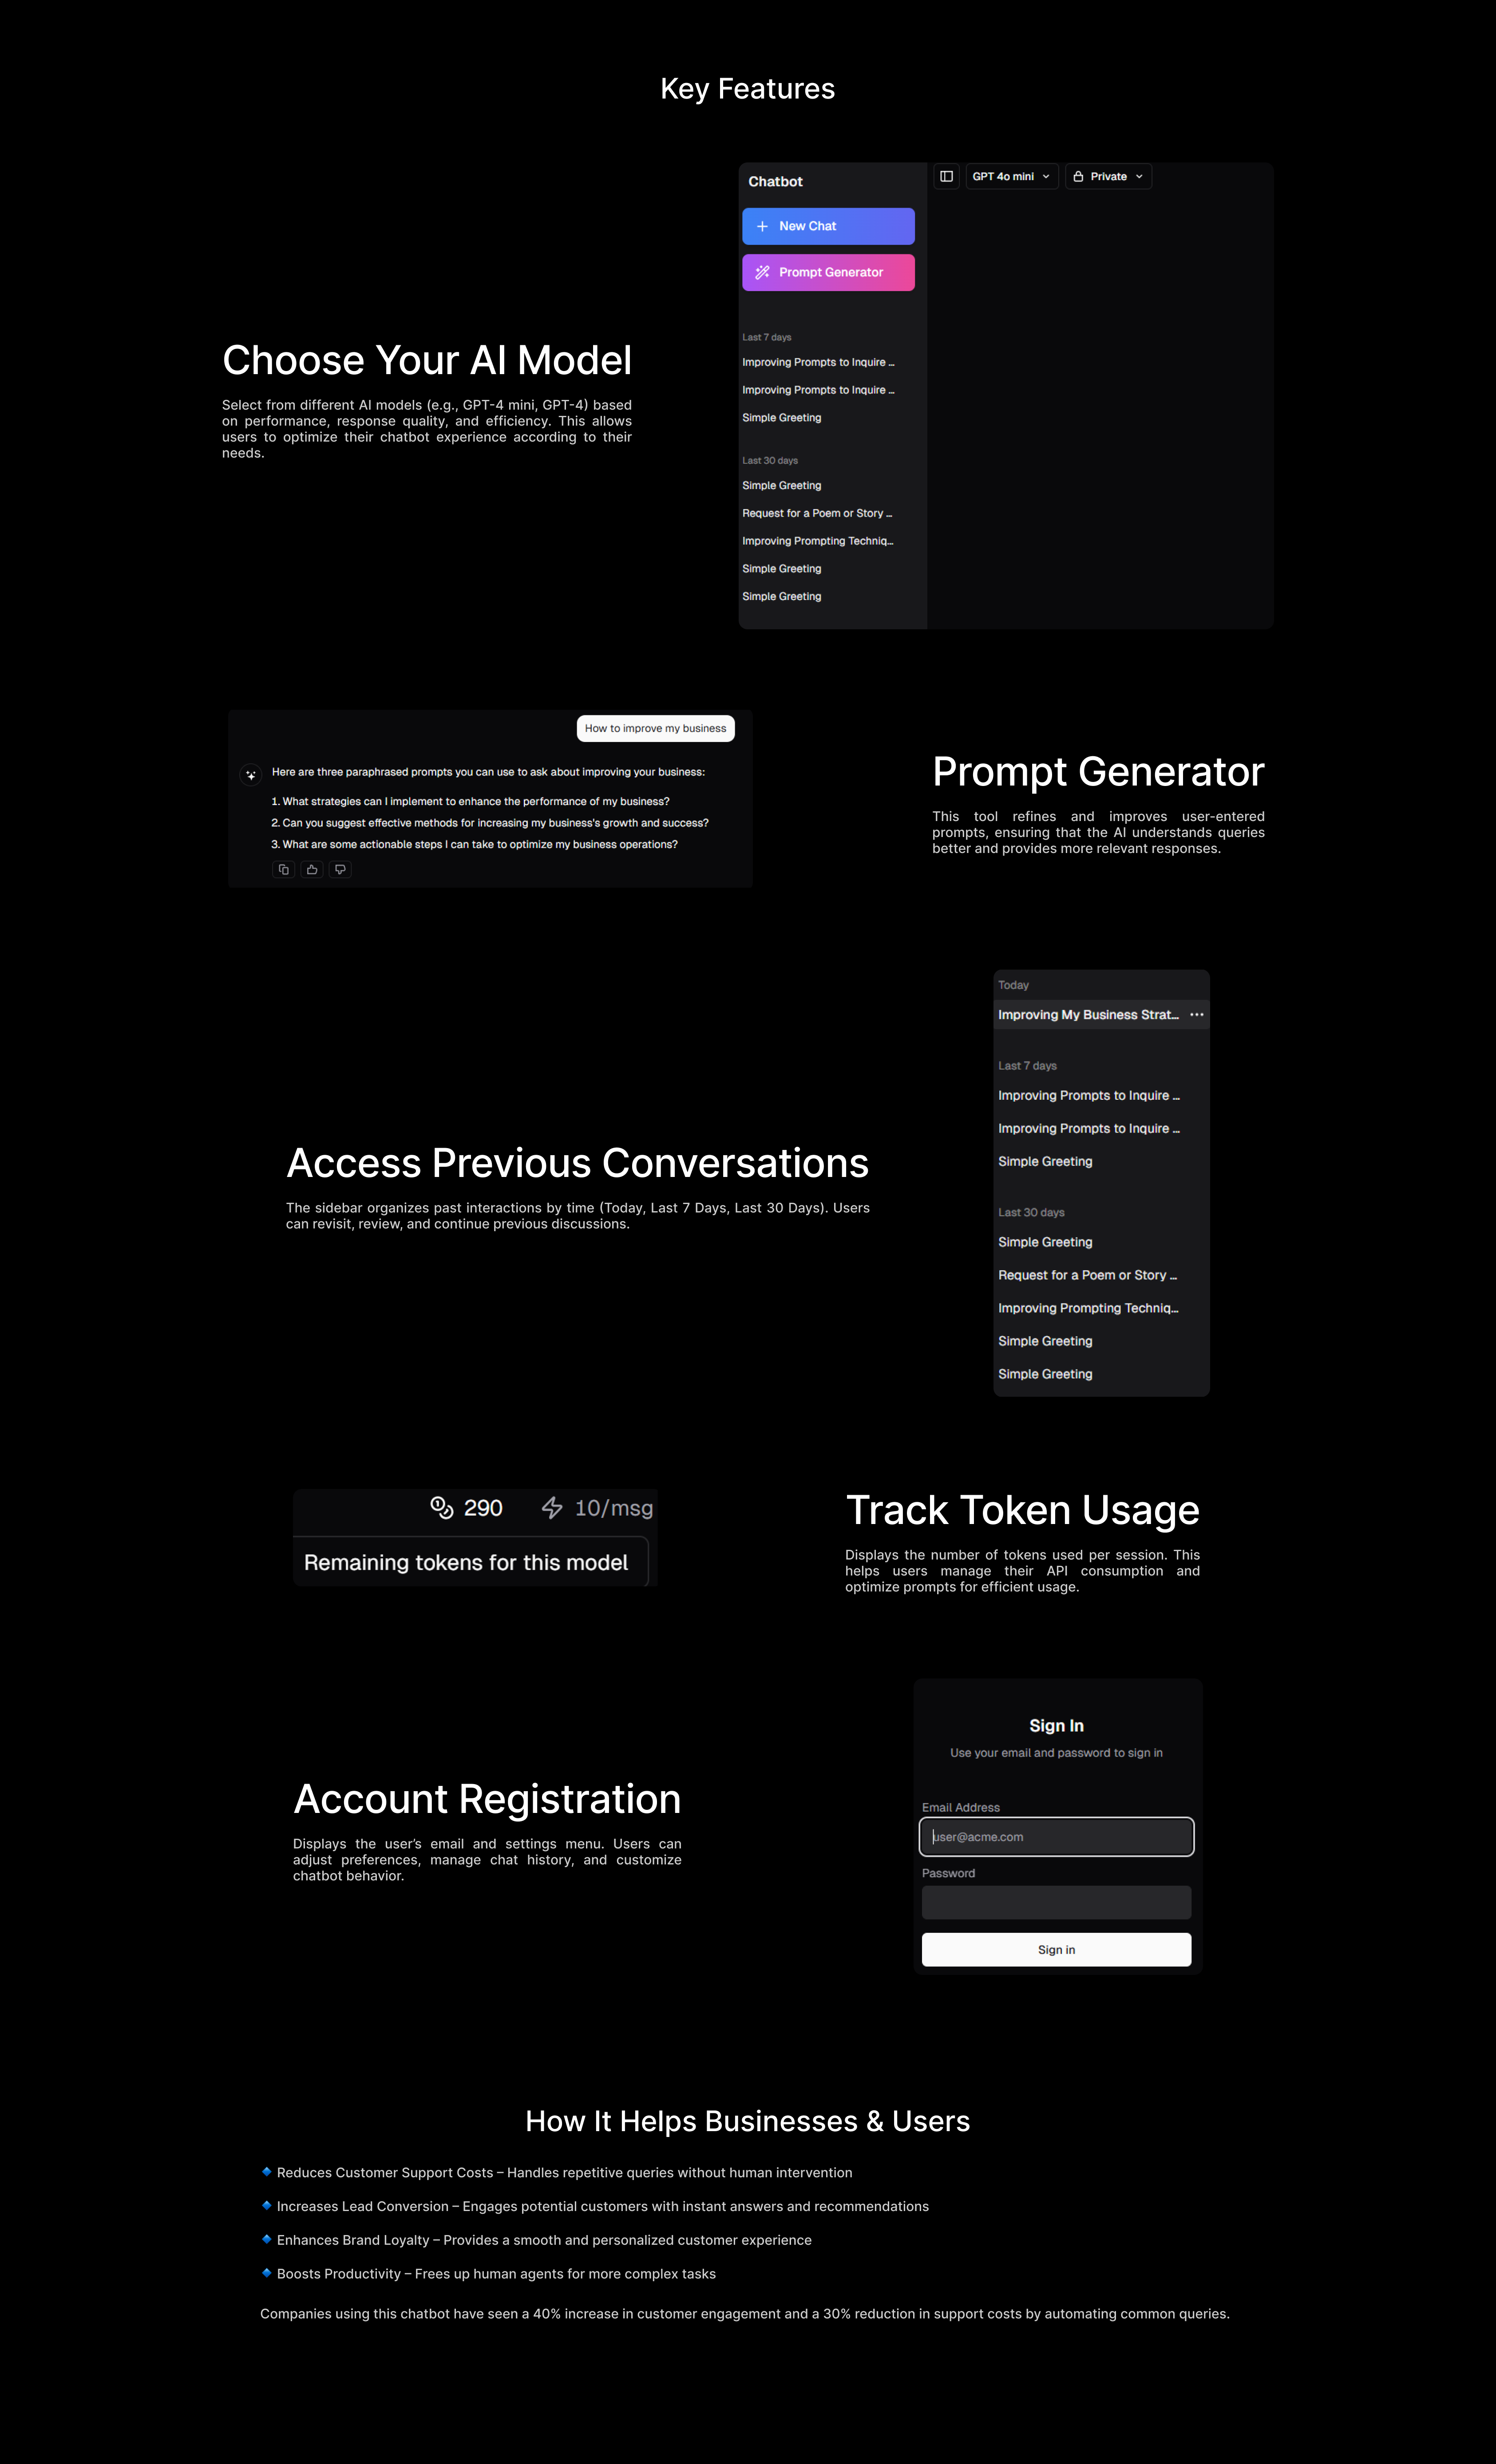 Key Features
Chatbot
GPT 4o mini
Private
New Chat
Prompt Generator
Last 7 days
Improving Prompts to Inquire ...
Improving Prompts to Inquire ...
Simple Greeting
Last 30 days
Simple Greeting
Request for a Poem or Story ...
Improving Prompting Techniq...
Simple Greeting
Simple Greeting
Choose Your AI Model
Select from different AI models (e.g., GPT-4 mini, GPT-4) based
on performance, response quality, and efficiency. This allows
users to optimize their chatbot experience according to their
needs.
How to improve my business
Here are three paraphrased prompts you can use to ask about improving your business:
1. What strategies can I implement to enhance the performance of my business?
2. Can you suggest effective methods for increasing my business's growth and success?
3. What are some actionable steps I can take to optimize my business operations?
Prompt Generator
This tool refines and improves user-entered
prompts, ensuring that the AI understands queries
better and provides more relevant responses.
Access Previous Conversations
The sidebar organizes past interactions by time (Today, Last 7 Days, Last 30 Days). Users
can revisit, review, and continue previous discussions.
Today
Improving My Business Strat... ...
Last 7 days
Improving Prompts to Inquire ...
Improving Prompts to Inquire ...
Simple Greeting
Last 30 days
Simple Greeting
Request for a Poem or Story ...
Improving Prompting Techniq...
Simple Greeting
Simple Greeting
290
10/msg
Remaining tokens for this model
Track Token Usage
Displays the number of tokens used per session. This
helps users manage their API consumption and
optimize prompts for efficient usage.
Account Registration
Displays the user’s email and settings menu. Users can
adjust preferences, manage chat history, and customize
chatbot behavior.
Sign In
Use your email and password to sign in
Email Address
user@acme.com
Password
Sign in
How It Helps Businesses & Users
🔹 Reduces Customer Support Costs – Handles repetitive queries without human intervention
🔹 Increases Lead Conversion – Engages potential customers with instant answers and recommendations
🔹 Enhances Brand Loyalty – Provides a smooth and personalized customer experience
🔹 Boosts Productivity – Frees up human agents for more complex tasks
Companies using this chatbot have seen a 40% increase in customer engagement and a 30% reduction in support costs by automating common queries.